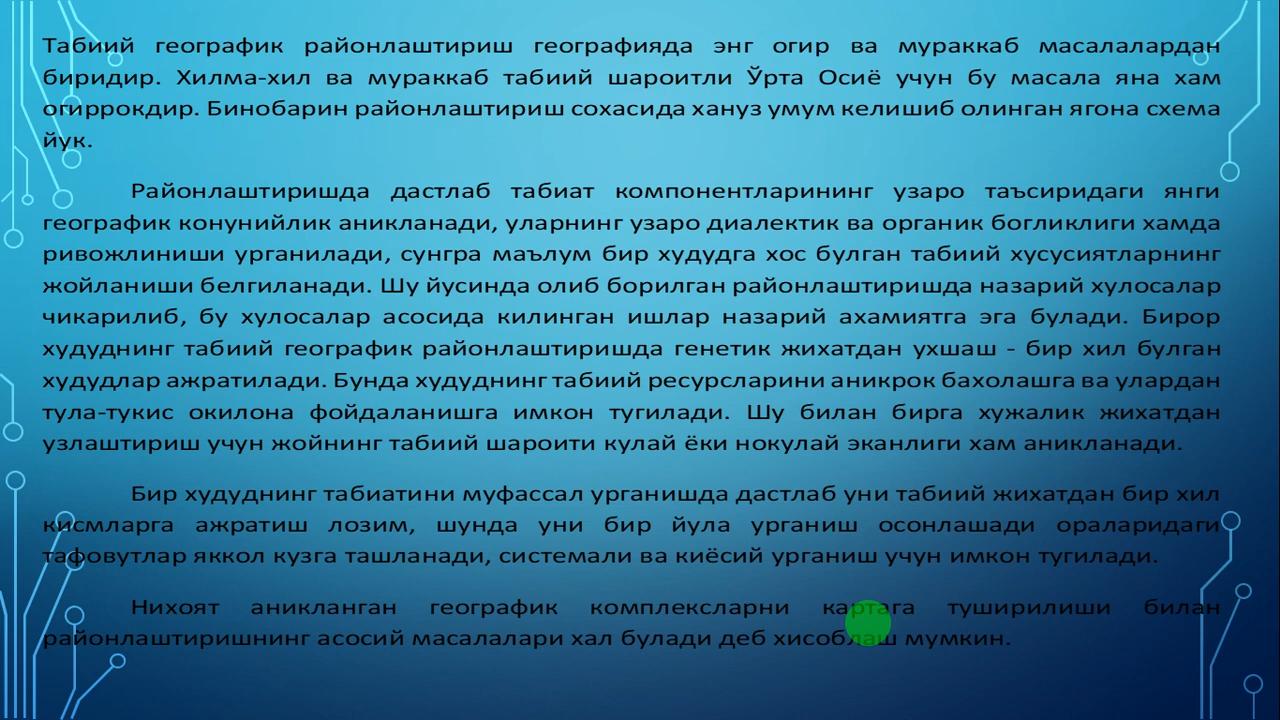 Табиий географик районлаштириш географияда энг огир ва мураккаб масалалардан
биридир. Хилма-хил ва мураккаб табиий шароитли Ўрта Осиё учун бу масала яна хам
огиррокдир. Бинобарин районлаштириш сохасида хануз умум келишиб олинган ягона схема
йук.
Районлаштиришда дастлаб табиат компонентларининг узаро таъсиридаги янги
географик конунийлик аникланади, уларнинг узаро диалектик ва органик богликлиги хамда
ривожлиниши урганилади, сунгра маълум бир худудга хос булган табиий хусусиятларнинг
жойланиши белгиланади. Шу йусинда олиб борилган районлаштиришда назарий хулосалар
чикарилиб, бу хулосалар асосида килинган ишлар назарий ахамиятга эга булади. Бирор
худуднинг табиий географик районлаштиришда генетик жихатдан ухшаш - бир хил булган
худудлар ажратилади. Бунда худуднинг табиий ресурсларини аникрок бахолашга ва улардан
тула-тукис окилона фойдаланишга имкон тугилади. Шу билан бирга хужалик жихатдан
узлаштириш учун жойнинг табиий шароити кулай ёки нокулай эканлиги хам аникланади.
Бир худуднинг табиатини муфассал урганишда дастлаб уни табиий жихатдан бир хил
кисмларга ажратиш лозим, шунда уни бир йула урганиш осонлашади ораларидаги
тафовутлар яккол кузга ташланади, системали ва киёсий урганиш учун имкон тугилади.
Нихоят аникланган географик комплексларни картага туширилиши билан
районлаштиришнинг асосий масалалари хал булади деб хисоблаш мумкин.